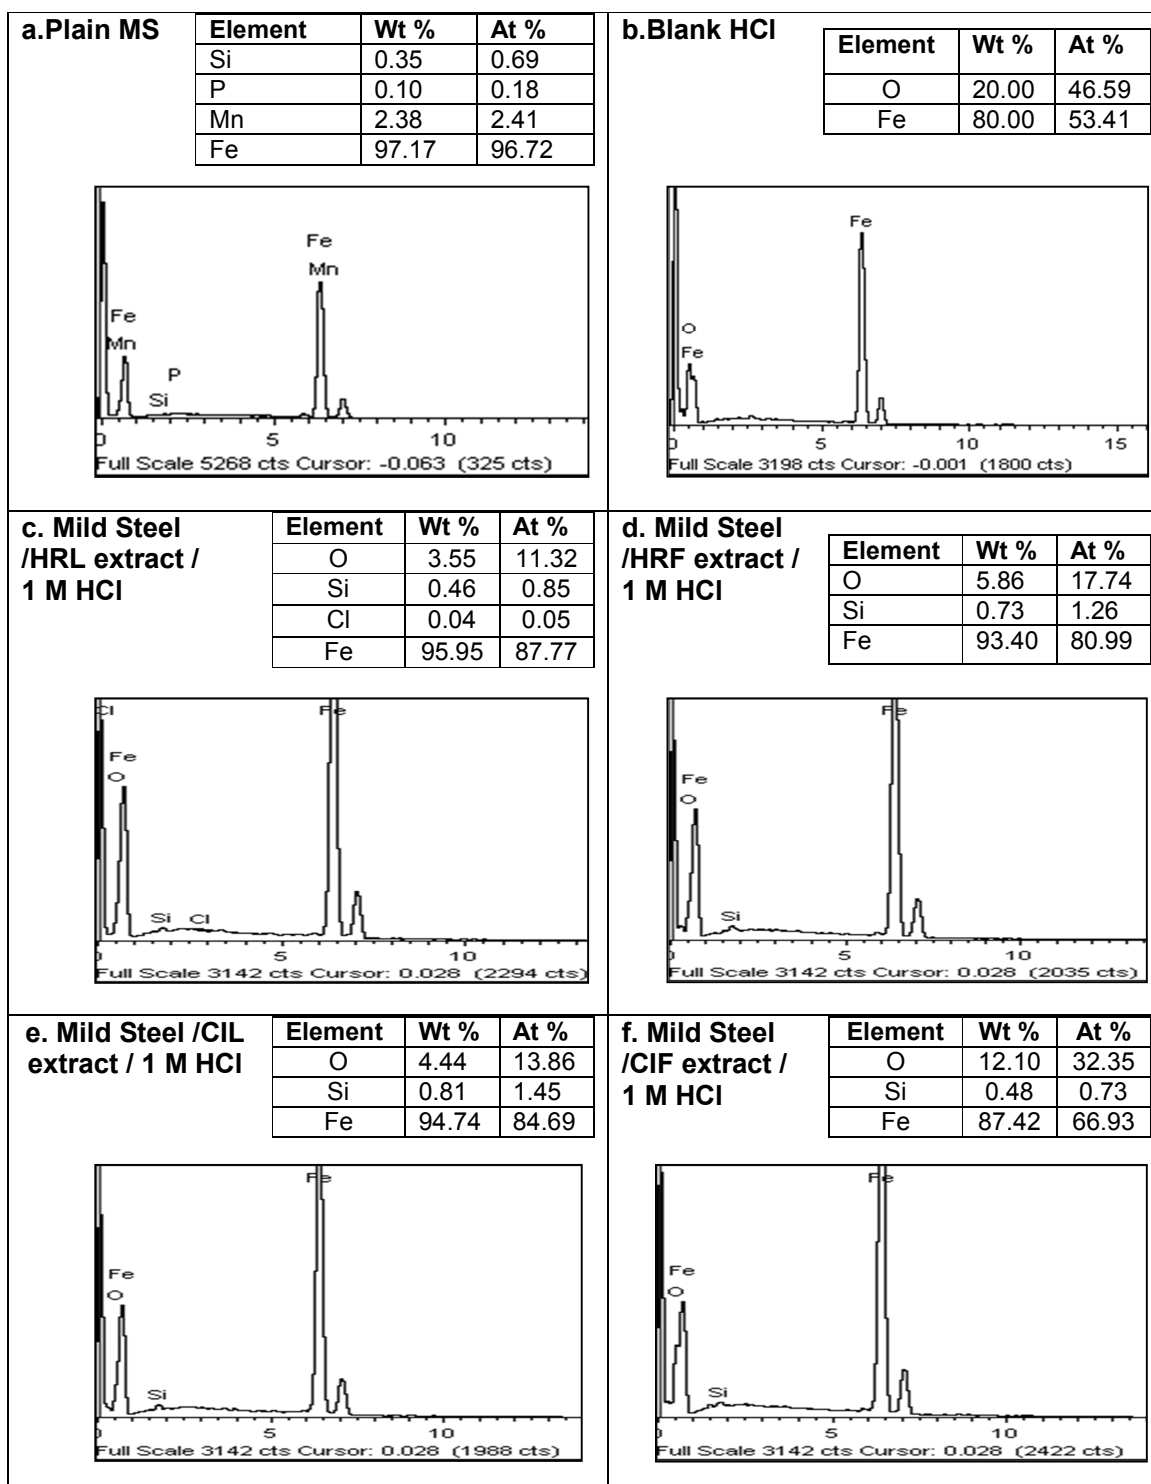 a.Plain MS
Element Wt % At %
Si 0.35 0.69
P 0.10 0.18
Mn 2.38 2.41
Fe 97.17 96.72
Fe
Mn
Fe
Mn
P
Si
0 5 10
Full Scale 5268 cts Cursor: -0.063 (325 cts)
b.Blank HCl
Element Wt % At %
O 20.00 46.59
Fe 80.00 53.41
Fe
O
Fe
0 5 10 15
Full Scale 3198 cts Cursor: -0.001 (1800 cts)
c. Mild Steel
/HRL extract /
1 M HCl
Element Wt % At %
O 3.55 11.32
Si 0.46 0.85
Cl 0.04 0.05
Fe 95.95 87.77
Cl Fe
Fe
O
Si Cl
0 5 10
Full Scale 3142 cts Cursor: 0.028 (2294 cts)
d. Mild Steel
/HRF extract /
1 M HCl
Element Wt % At %
O 5.86 17.74
Si 0.73 1.26
Fe 93.40 80.99
Fe
Fe
O
Si
0 5 10
Full Scale 3142 cts Cursor: 0.028 (2035 cts)
e. Mild Steel /CIL
extract / 1 M HCl
Element Wt % At %
O 4.44 13.86
Si 0.81 1.45
Fe 94.74 84.69
Fe
Fe
O
Si
0 5 10
Full Scale 3142 cts Cursor: 0.028 (1988 cts)
f. Mild Steel
/CIF extract /
1 M HCl
Element Wt % At %
O 12.10 32.35
Si 0.48 0.73
Fe 87.42 66.93
Fe
Fe
O
Si
0 5 10
Full Scale 3142 cts Cursor: 0.028 (2422 cts)